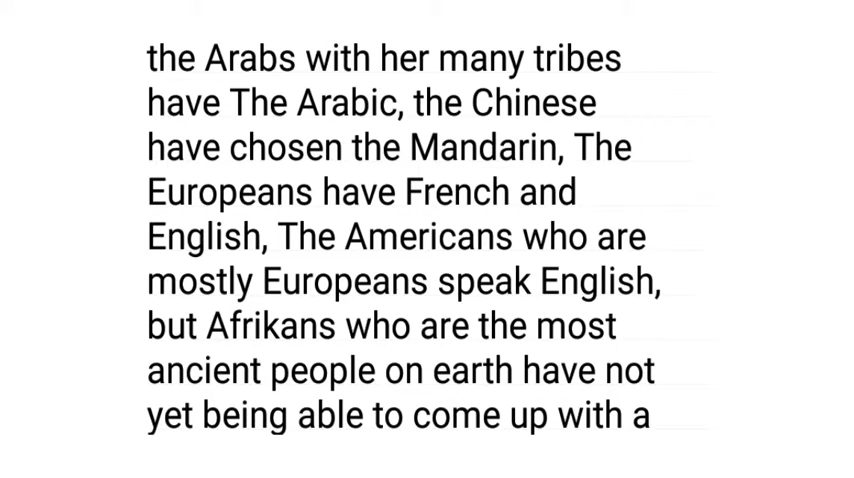 the Arabs with her many tribes
have The Arabic, the Chinese
have chosen the Mandarin, The
Europeans have French and
English, The Americans who are
mostly Europeans speak English,
but Afrikans who are the most
ancient people on earth have not
yet being able to come up with a